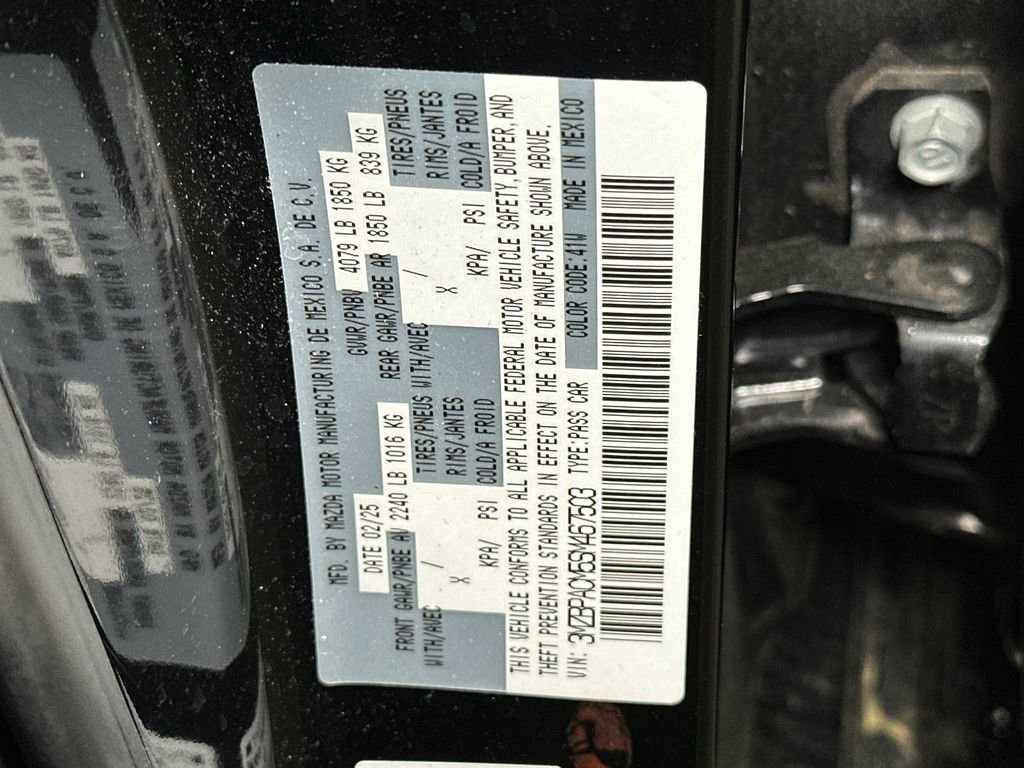 MFD. BY MAZDA MOTOR MANUFACTURING DE MEXICO S.A. DE C.V.
DATE 02/25 GVWR/PNBV 4079 LB 1850 KG
FRONT GAWR/PNBE AV 2240 LB 1016 KG REAR GAWR/PNBE AR 1850 LB 839 KG
WITH/AVEC / TIRES/PNEUS WITH/AVEC / TIRES/PNEUS
X RIMS/JANTES X RIMS/JANTES
KPA/ PSI COLD/A FROID KPA/ PSI COLD/A FROID
THIS VEHICLE CONFORMS TO ALL APPLICABLE FEDERAL MOTOR VEHICLE SAFETY,BUMPER,AND
THEFT PREVENTION STANDARDS IN EFFECT ON THE DATE OF MANUFACTURE SHOWN ABOVE.
VIN: 3MZBPACM5SM467503 TYPE:PASS CAR COLOR CODE:41W MADE IN MEXICO